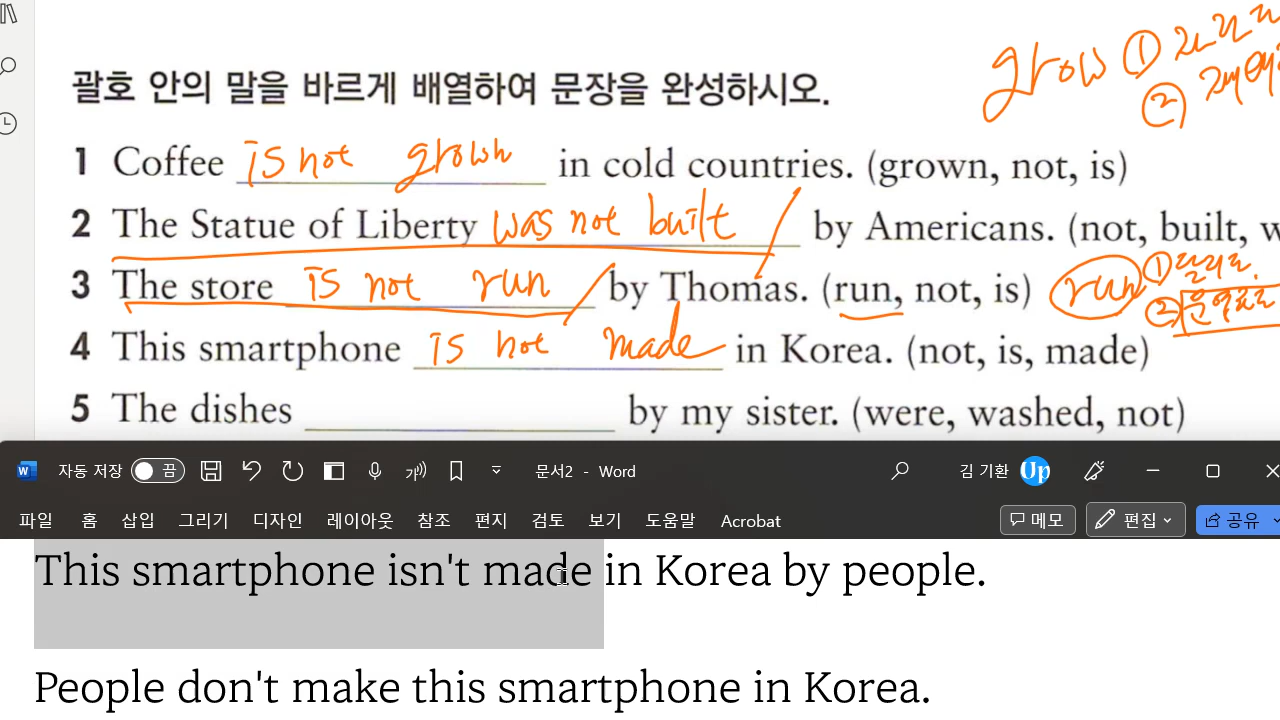 괄호 안의 말을 바르게 배열하여 문장을 완성하시오.
grow ①
②
1 Coffee is not grown in cold countries. (grown, not, is)
2 The Statue of Liberty was not built by Americans. (not, built,
3 The store is not run by Thomas. (run, not, is) run ① 달리다.
②
4 This smartphone is not made in Korea. (not, is, made)
5 The dishes by my sister. (were, washed, not)
자동 저장 끔 가 문서2 - Word 김 기환 Up
파일 홈 삽입 그리기 디자인 레이아웃 참조 편지 검토 보기 도움말 Acrobat 메모 편집 공유
This smartphone isn't made in Korea by people.
People don't make this smartphone in Korea.